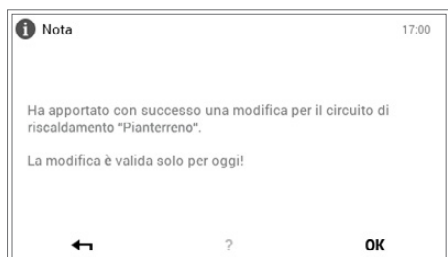 Nota
17:00
Ha apportato con successo una modifica per il circuito di
riscaldamento "Pianterreno".
La modifica è valida solo per oggi!
?
OK